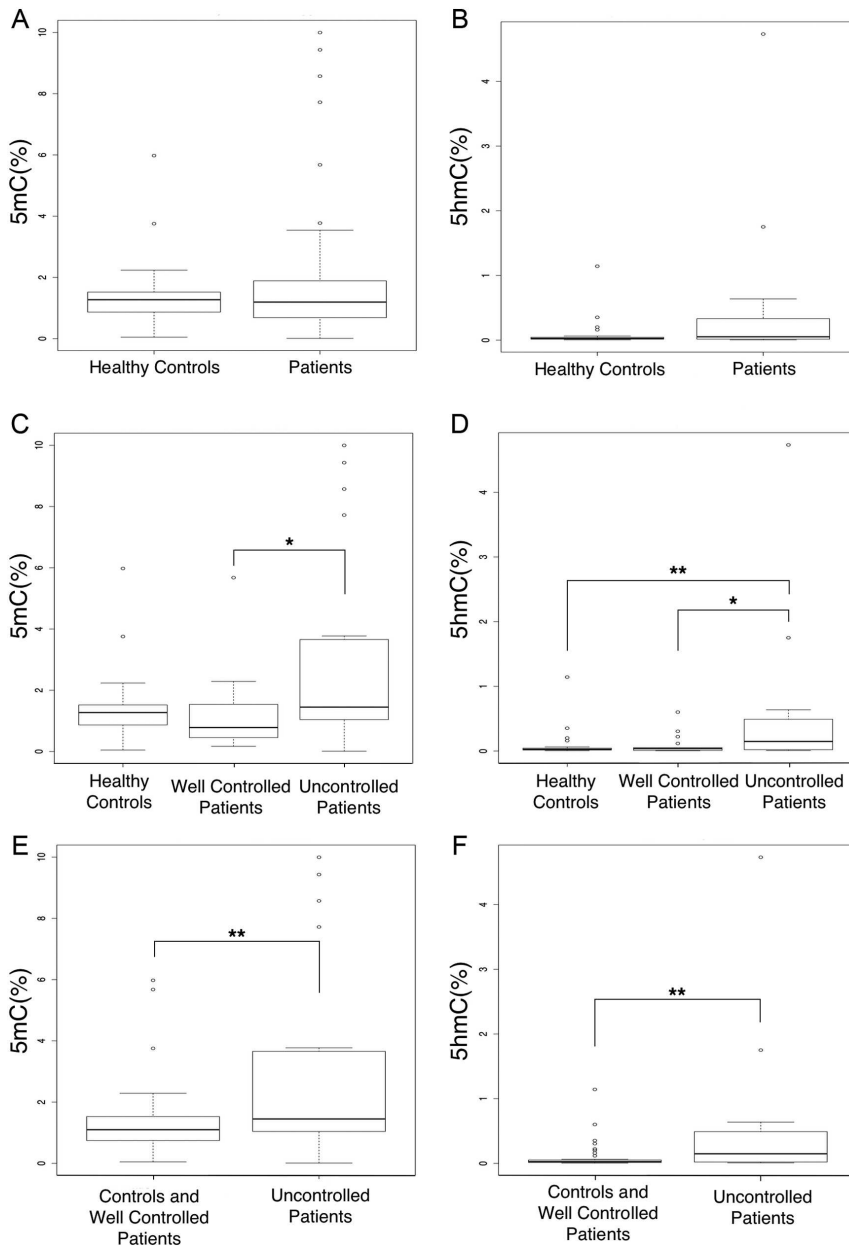 A
5mC(%)
10
8
6
4
2
0
Healthy Controls
Patients
B
5hmC(%)
4
3
2
1
0
Healthy Controls
Patients
C
5mC(%)
10
8
6
4
2
0
*
Healthy
Controls
Well Controlled
Patients
Uncontrolled
Patients
D
5hmC(%)
4
3
2
1
0
**
*
Healthy
Controls
Well Controlled
Patients
Uncontrolled
Patients
E
5mC(%)
10
8
6
4
2
0
**
Controls and
Well Controlled
Patients
Uncontrolled
Patients
F
5hmC(%)
4
3
2
1
0
**
Controls and
Well Controlled
Patients
Uncontrolled
Patients